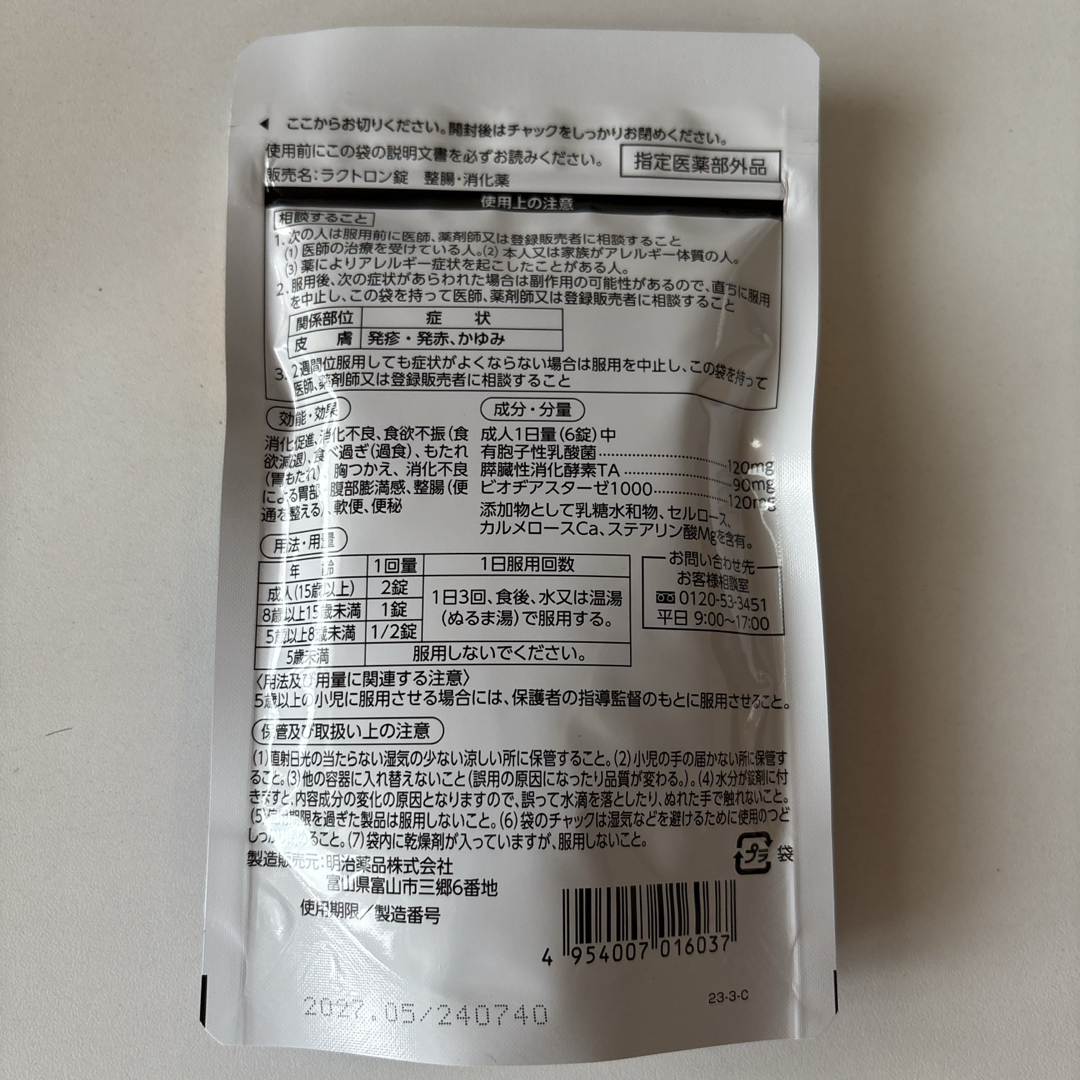 ここからお切りください。開封後はチャックをしっかりお閉めください。
使用前にこの袋の説明文書を必ずお読みください。
指定医薬部外品
販売名:ラクトロン錠 整腸・消化薬
使用上の注意
相談すること
1. 次の人は服用前に医師、薬剤師又は登録販売者に相談すること
(1) 医師の治療を受けている人。(2) 本人又は家族がアレルギー体質の人。
(3) 薬によりアレルギー症状を起こしたことがある人。
2. 服用後、次の症状があらわれた場合は副作用の可能性があるので、直ちに服用
を中止し、この袋を持って医師、薬剤師又は登録販売者に相談すること
関係部位 症 状
皮 膚 発疹・発赤、かゆみ
3. 2週間位服用しても症状がよくならない場合は服用を中止し、この袋を持って
医師、薬剤師又は登録販売者に相談すること
効能・効果
消化促進、消化不良、食欲不振(食
欲減退)、食べ過ぎ(過食)、もたれ
(胃もたれ)、胸つかえ、消化不良
による胃部・腹部膨満感、整腸(便
通を整える)、軟便、便秘
成分・分量
成人1日量(6錠)中
有胞子性乳酸菌 120mg
膵臓性消化酵素TA 90mg
ビオヂアスターゼ1000 120mg
添加物として乳糖水和物、セルロース、
カルメロースCa、ステアリン酸Mgを含有。
用法・用量
年 齢 1回量 1日服用回数
成人(15歳以上) 2錠
8歳以上15歳未満 1錠
5歳以上8歳未満 1/2錠
1日3回、食後、水又は温湯
(ぬるま湯)で服用する。
5歳未満 服用しないでください。
お問い合わせ先
お客様相談室
0120-53-3451
平日 9:00〜17:00
〈用法及び用量に関連する注意〉
5歳以上の小児に服用させる場合には、保護者の指導監督のもとに服用させること。
保管及び取扱い上の注意
(1)直射日光の当たらない湿気の少ない涼しい所に保管すること。(2)小児の手の届かない所に保管す
ること。(3)他の容器に入れ替えないこと(誤用の原因になったり品質が変わる。)。(4)水分が錠剤に付
きますと、内容成分の変化の原因となりますので、誤って水滴を落としたり、ぬれた手で触れないこと。
(5)使用期限を過ぎた製品は服用しないこと。(6)袋のチャックは湿気などを避けるために使用のつど
しっかり閉めること。(7)袋内に乾燥剤が入っていますが、服用しないこと。
プラ 袋
製造販売元:明治薬品株式会社
富山県富山市三郷6番地
使用期限/製造番号
4 954007 016037
23-3-C
2027.05/240740